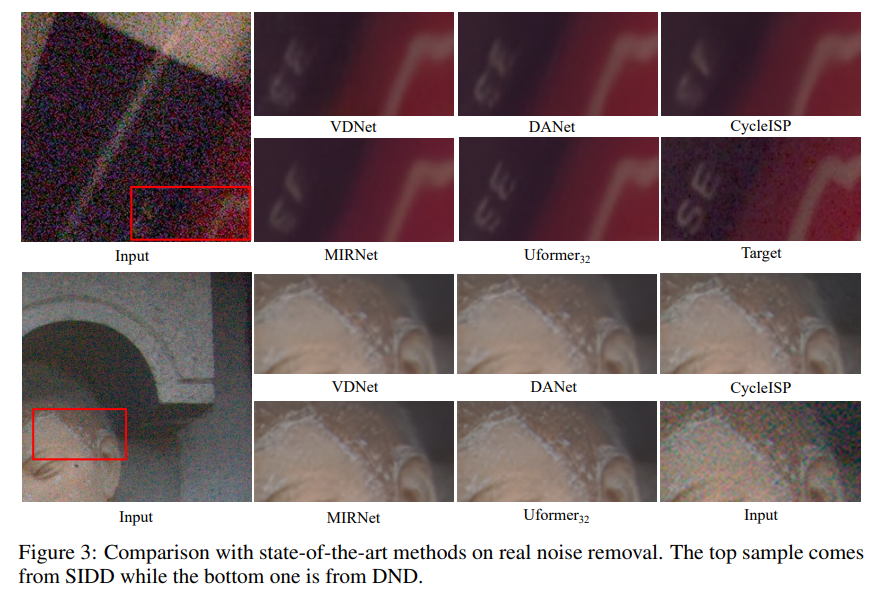 VDNet DANet CycleISP
Input MIRNet Uformer32 Target
VDNet DANet CycleISP
Input MIRNet Uformer32 Input
Figure 3: Comparison with state-of-the-art methods on real noise removal. The top sample comes
from SIDD while the bottom one is from DND.